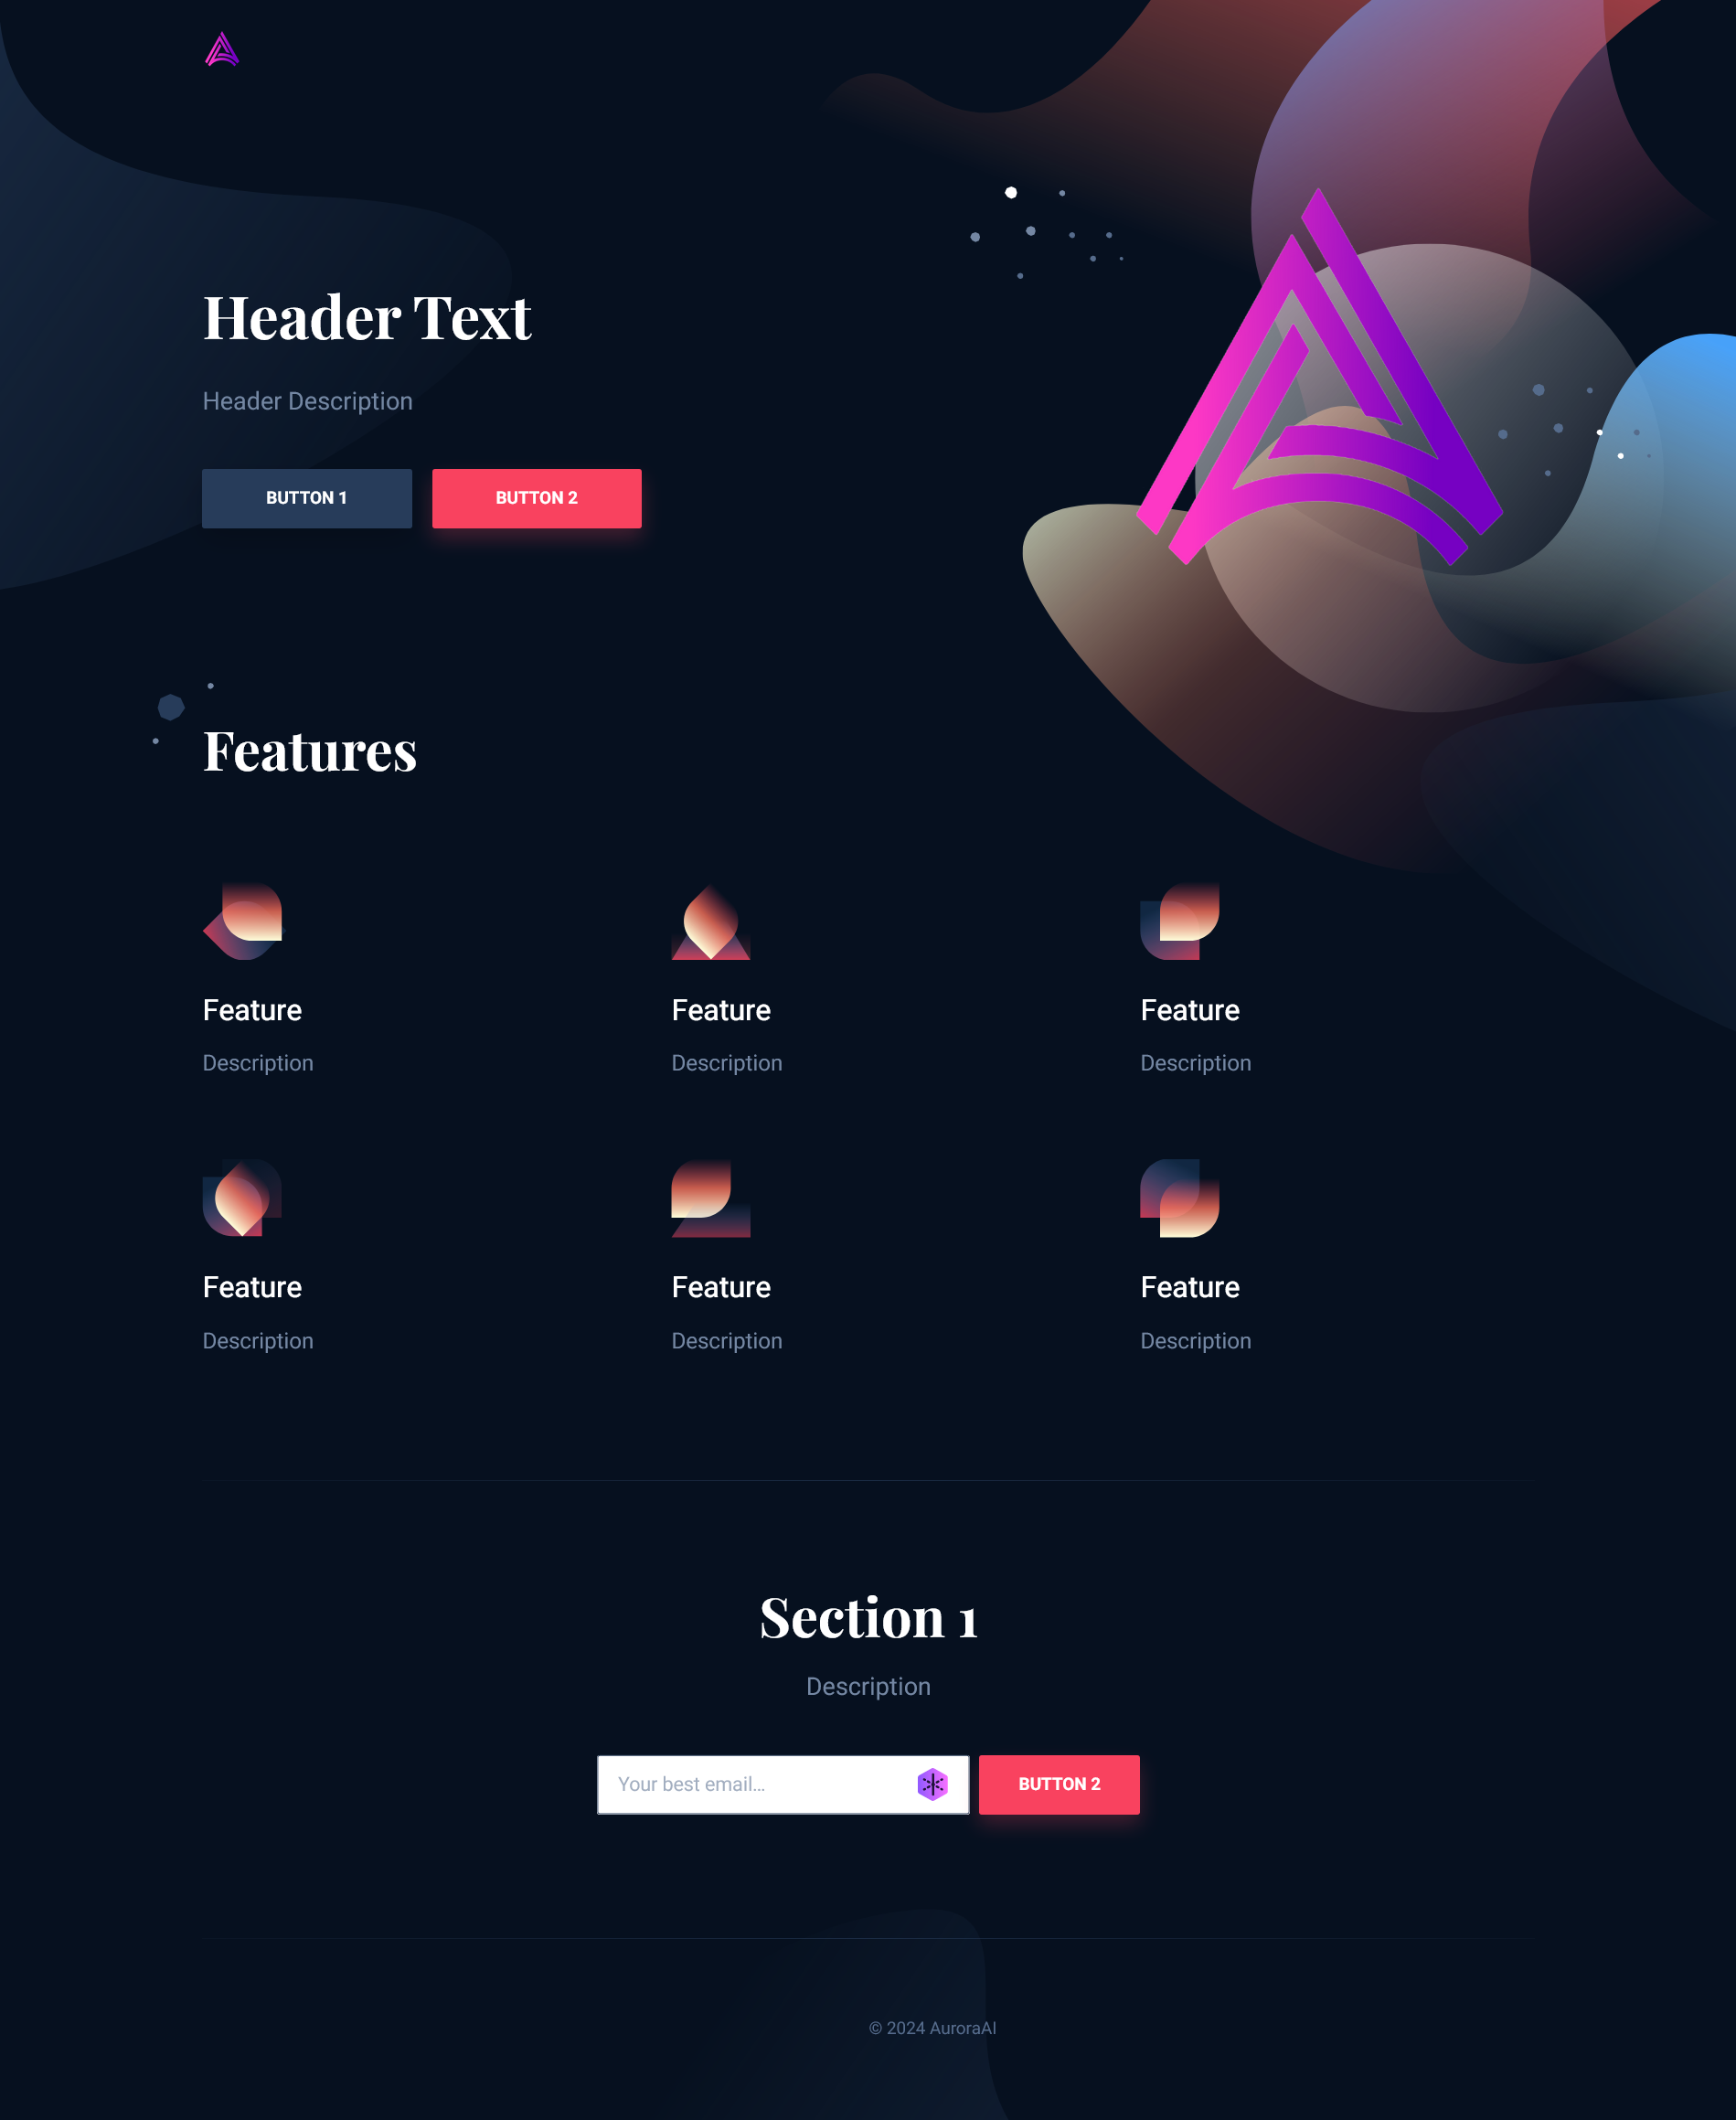 Header Text
Header Description
BUTTON 1
BUTTON 2
Features
Feature
Feature
Feature
Description
Description
Description
Feature
Feature
Feature
Description
Description
Description
Section 1
Description
Your best email...
BUTTON 2
© 2024 AuroraAI